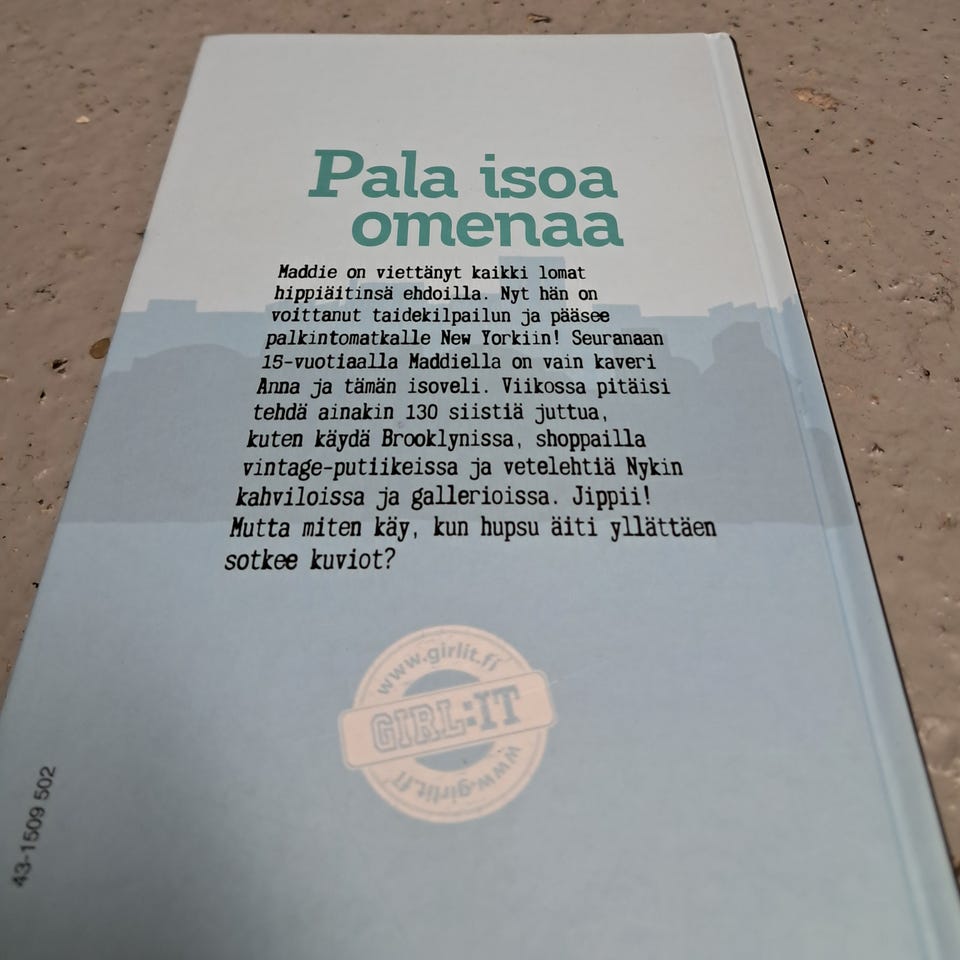 Pala isoa
omenaa
Maddie on viettänyt kaikki lomat
hippiäitinsä ehdoilla. Nyt hän on
voittanut taidekilpailun ja pääsee
palkintomatkalle New Yorkiin! Seuranaan
15-vuotiaalla Maddiella on vain kaveri
Anna ja tämän isoveli. Viikossa pitäisi
tehdä ainakin 130 siistiä juttua,
kuten käydä Brooklynissa, shoppailla
vintage-putiikeissa ja vetelehtiä Nykin
kahviloissa ja gallerioissa. Jippii!
Mutta miten käy, kun hupsu äiti yllättäen
sotkee kuviot?
www.girlit.fi
GIRL:IT
www.girlit.fi
43-1509 502